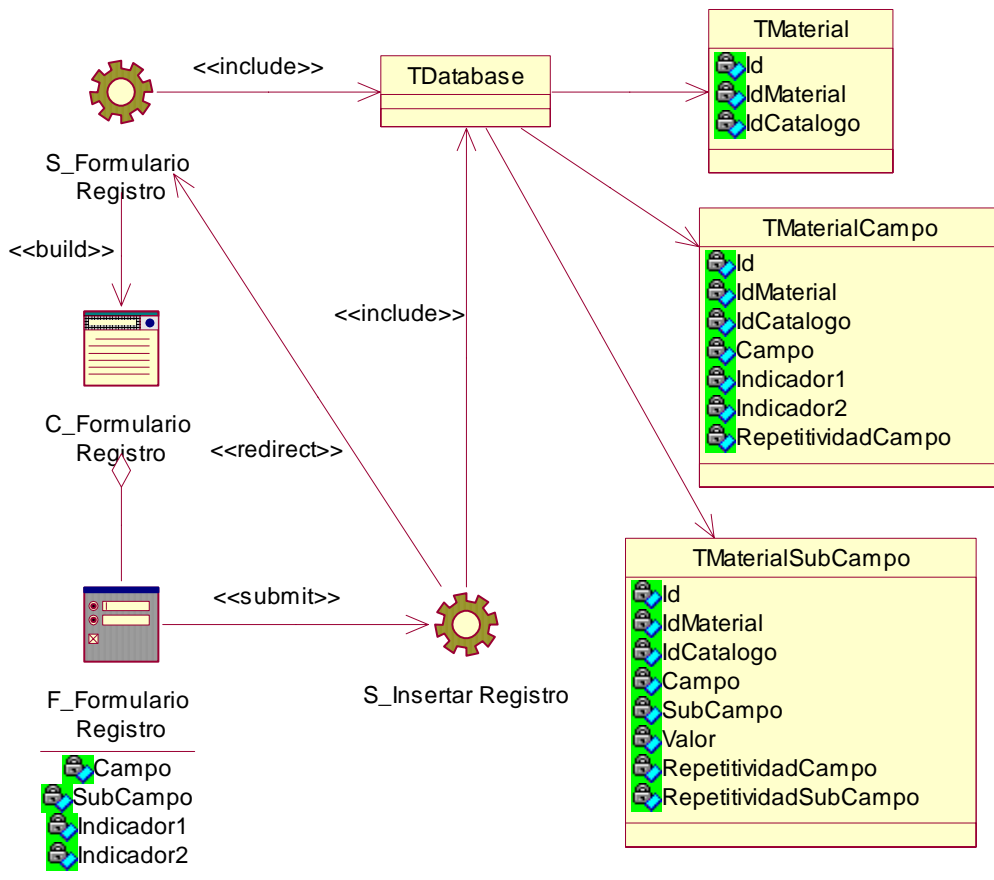 <<include>>
TDatabase
TMaterial
Id
IdMaterial
IdCatalogo
S_Formulario
Registro
<<build>>
<<include>>
<<redirect>>
TMaterialCampo
Id
IdMaterial
IdCatalogo
Campo
Indicador1
Indicador2
RepetitividadCampo
C_Formulario
Registro
<<submit>>
S_Insertar Registro
TMaterialSubCampo
Id
IdMaterial
IdCatalogo
Campo
SubCampo
Valor
RepetitividadCampo
RepetitividadSubCampo
F_Formulario
Registro
Campo
SubCampo
Indicador1
Indicador2